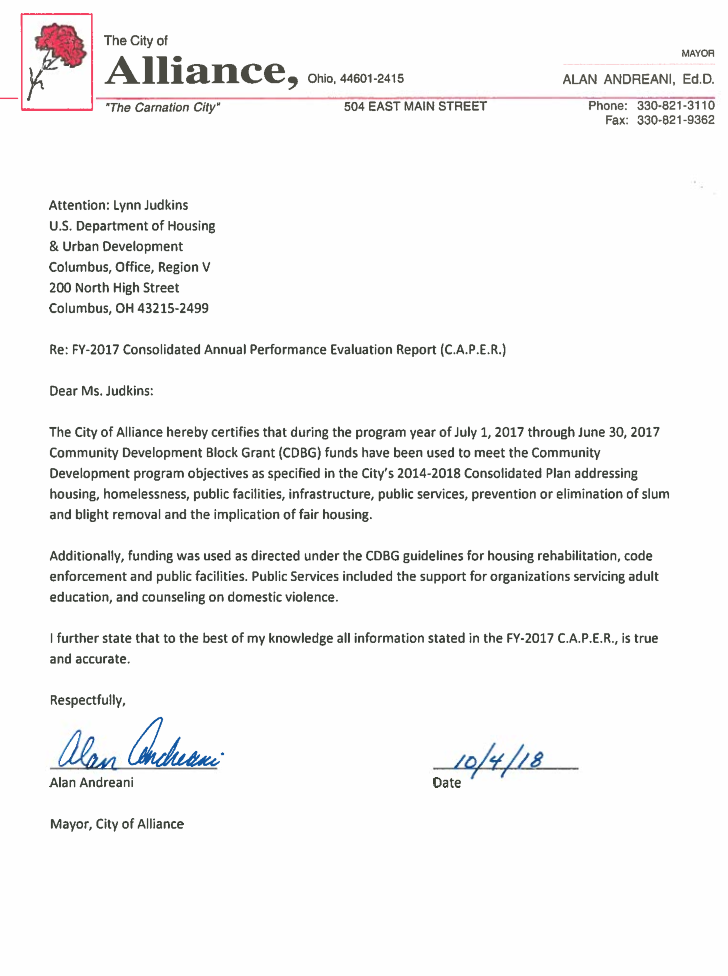 The City of
Alliance, Ohio, 44601-2415
MAYOR
ALAN ANDREANI, Ed.D.
"The Carnation City"
504 EAST MAIN STREET
Phone: 330-821-3110
Fax: 330-821-9362
Attention: Lynn Judkins
U.S. Department of Housing
& Urban Development
Columbus, Office, Region V
200 North High Street
Columbus, OH 43215-2499
Re: FY-2017 Consolidated Annual Performance Evaluation Report (C.A.P.E.R.)
Dear Ms. Judkins:
The City of Alliance hereby certifies that during the program year of July 1, 2017 through June 30, 2017
Community Development Block Grant (CDBG) funds have been used to meet the Community
Development program objectives as specified in the City's 2014-2018 Consolidated Plan addressing
housing, homelessness, public facilities, infrastructure, public services, prevention or elimination of slum
and blight removal and the implication of fair housing.
Additionally, funding was used as directed under the CDBG guidelines for housing rehabilitation, code
enforcement and public facilities. Public Services included the support for organizations servicing adult
education, and counseling on domestic violence.
I further state that to the best of my knowledge all information stated in the FY-2017 C.A.P.E.R., is true
and accurate.
Respectfully,
Alan Andreani
10/4/18
Alan Andreani
Date
Mayor, City of Alliance